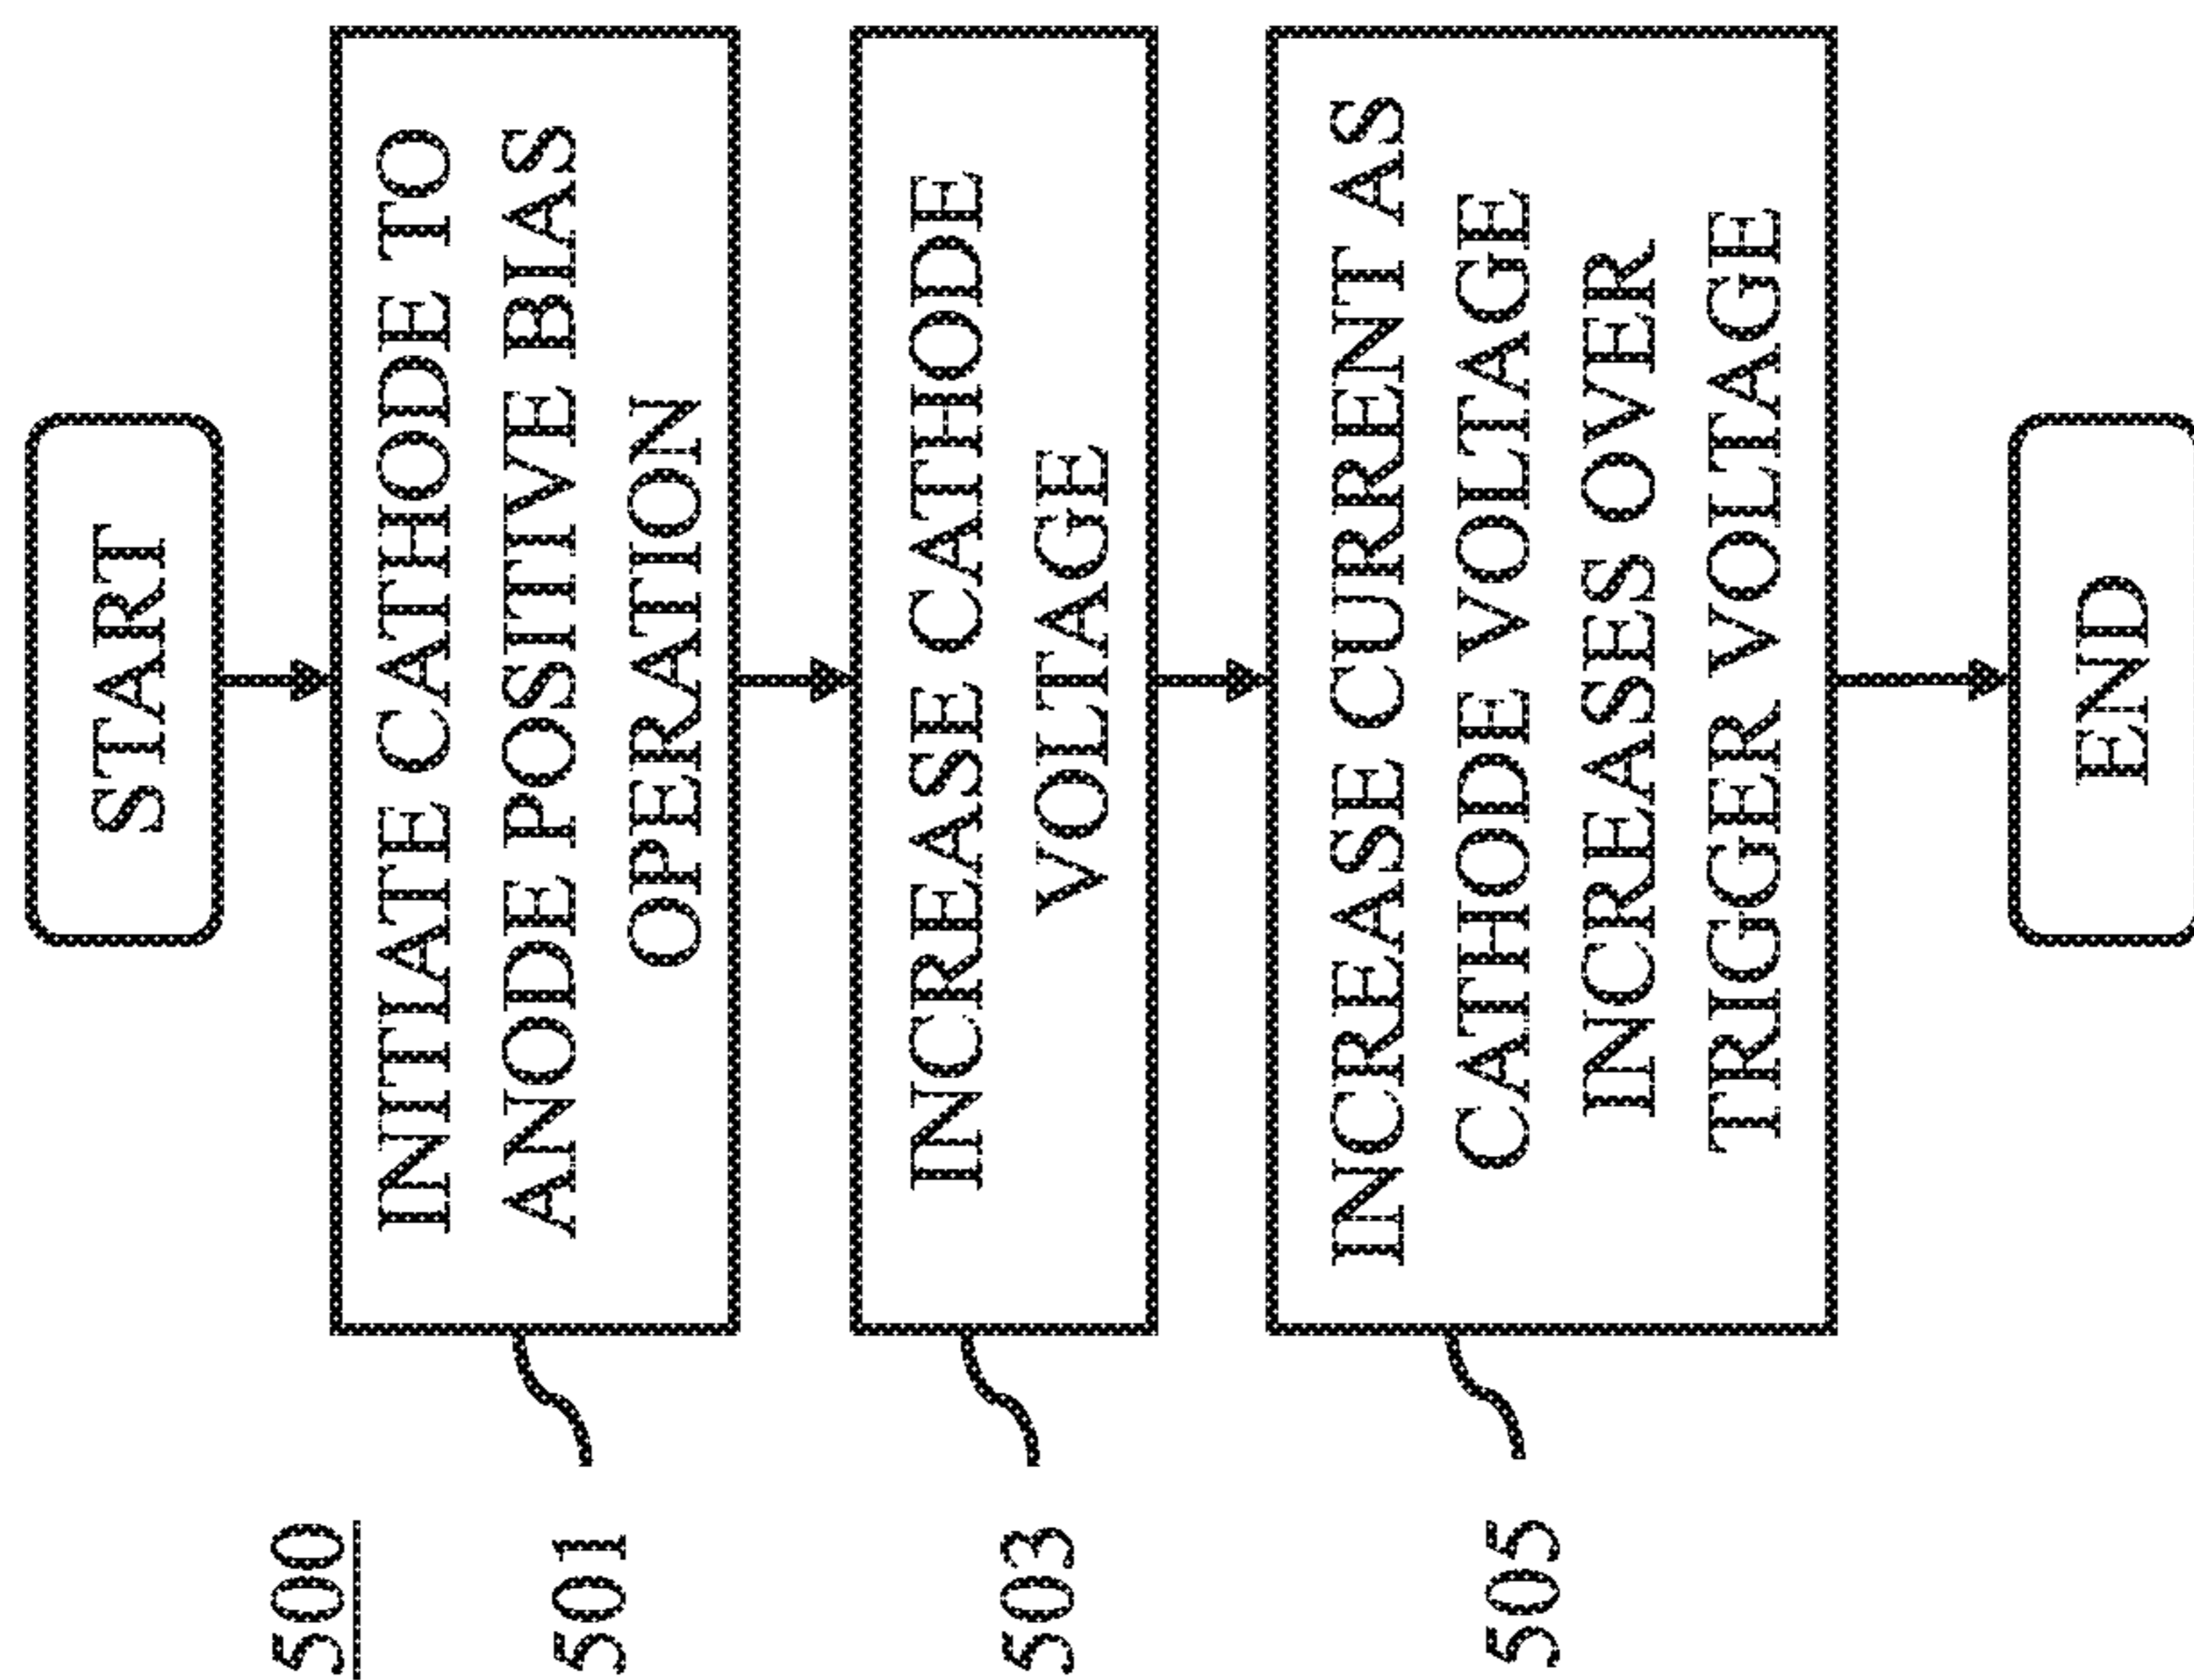 500
START
501
INITIATE CATHODE TO
ANODE POSITIVE BIAS
OPERATION
503
INCREASE CATHODE
VOLTAGE
505
INCREASE CURRENT AS
CATHODE VOLTAGE
INCREASES OVER
TRIGGER VOLTAGE
END